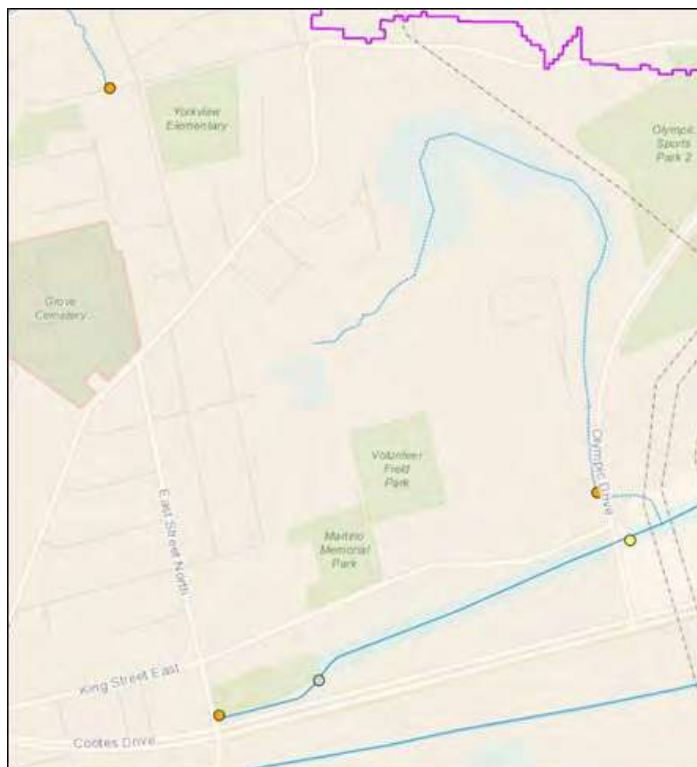 Yorkview
Elementary
Olympic
Sports
Park 2
Grove
Cemetery
Volunteer
Field
Park
Olympic Drive
East Street North
Martino
Memorial
Park
King Street East
Cootes Drive